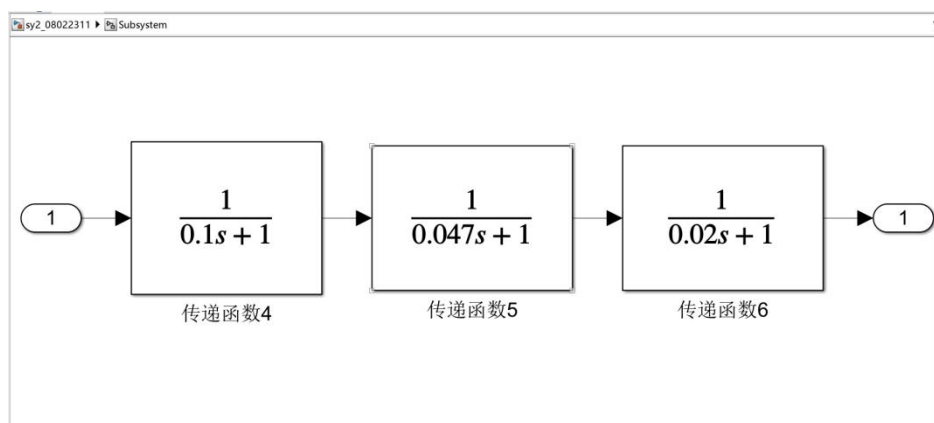 sy2_08022311 ▶ Subsystem
1
1
0.1s + 1
1
0.047s + 1
1
0.02s + 1
1
传递函数4
传递函数5
传递函数6